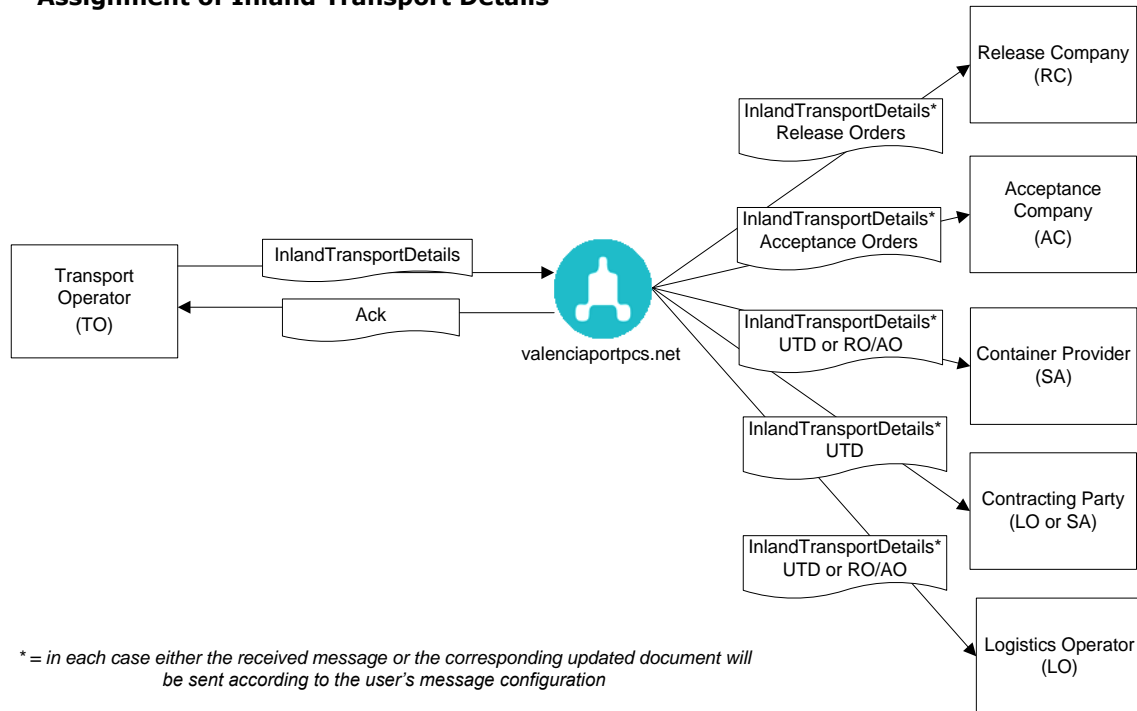 Assignment of Inland Transport Details
Release Company
(RC)
InlandTransportDetails*
Release Orders
Acceptance
Company
(AC)
InlandTransportDetails*
Acceptance Orders
Transport
Operator
(TO)
InlandTransportDetails
Ack
valenciaportpcs.net
InlandTransportDetails*
UTD or RO/AO
Container Provider
(SA)
InlandTransportDetails*
UTD
Contracting Party
(LO or SA)
InlandTransportDetails*
UTD or RO/AO
Logistics Operator
(LO)
* = in each case either the received message or the corresponding updated document will
be sent according to the user's message configuration